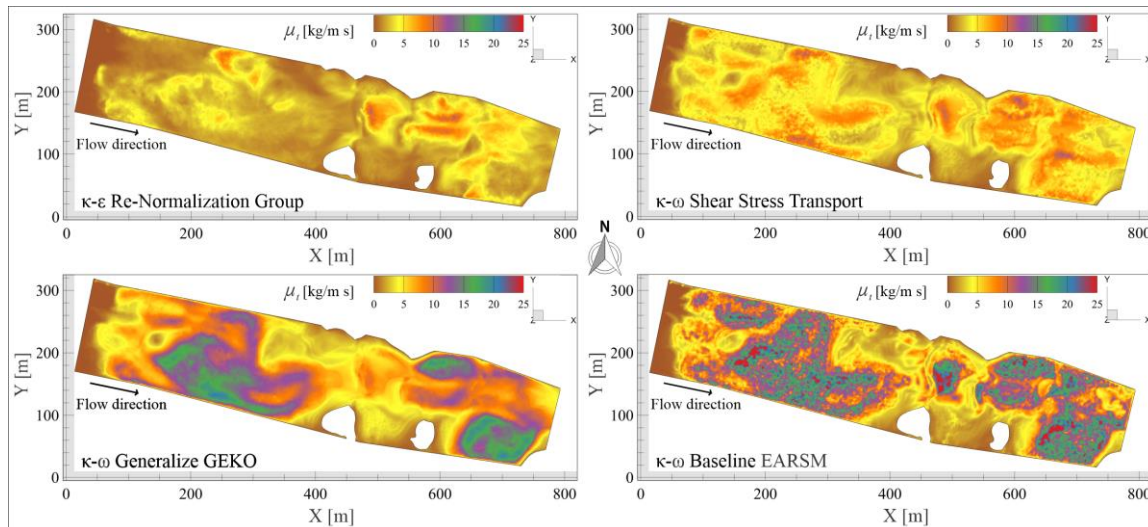 μt [kg/m s]
0 5 10 15 20 25
Y
Z
X
300
200
100
0
Y [m]
Flow direction
κ-ε Re-Normalization Group
0 200 400 600 800
X [m]
μt [kg/m s]
0 5 10 15 20 25
Y
Z
X
300
200
100
0
Y [m]
Flow direction
κ-ω Shear Stress Transport
0 200 400 600 800
X [m]
N
μt [kg/m s]
0 5 10 15 20 25
Y
Z
X
300
200
100
0
Y [m]
Flow direction
κ-ω Generalize GEKO
0 200 400 600 800
X [m]
μt [kg/m s]
0 5 10 15 20 25
Y
Z
X
300
200
100
0
Y [m]
Flow direction
κ-ω Baseline EARSM
0 200 400 600 800
X [m]